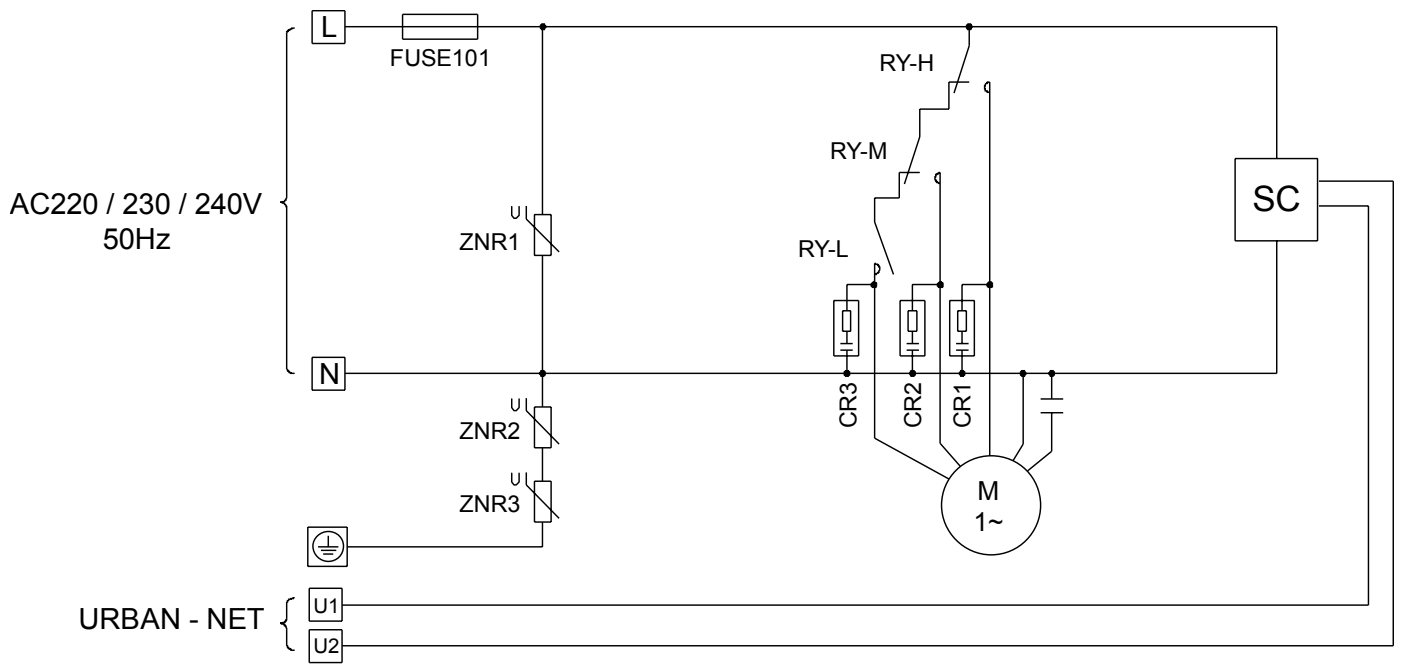 L
FUSE101
RY-H
RY-M
AC220 / 230 / 240V
50Hz
SC
U
ZNR1
RY-L
N
CR3
CR2
CR1
U
ZNR2
U
ZNR3
M
1~
URBAN - NET
U1
U2